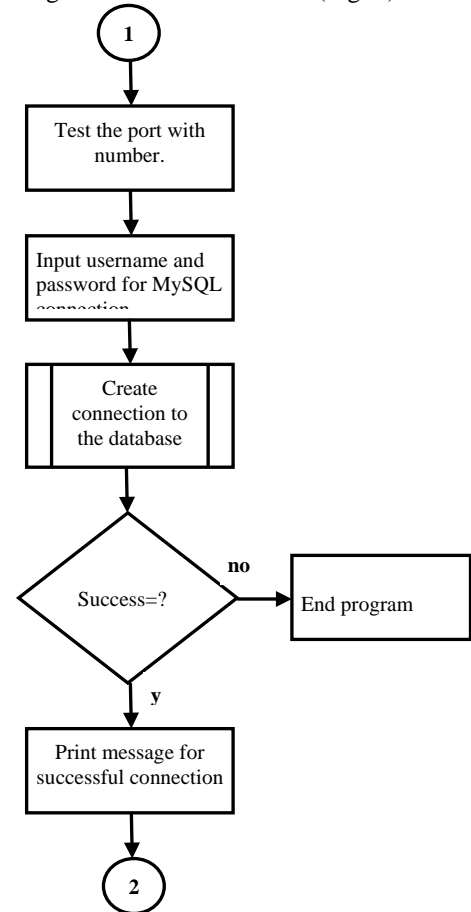 1
Test the port with
number.
Input username and
password for MySQL
connection
Create
connection to
the database
Success=?
no
End program
y
Print message for
successful connection
2